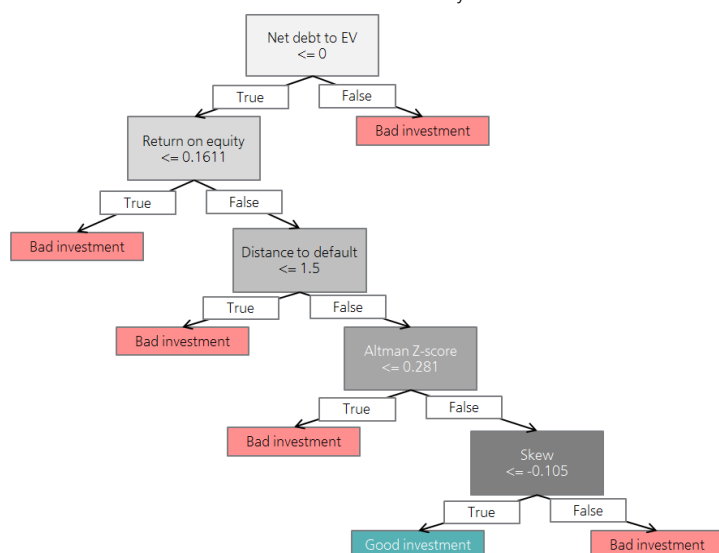 Net debt to EV
<= 0
True
False
Return on equity
<= 0.1611
Bad investment
True
False
Bad investment
Distance to default
<= 1.5
True
False
Bad investment
Altman Z-score
<= 0.281
True
False
Bad investment
Skew
<= -0.105
True
False
Good investment
Bad investment